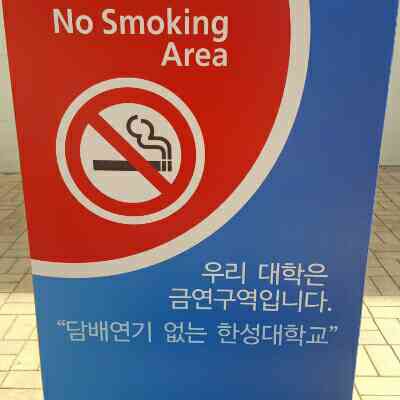 No Smoking
Area
우리 대학은
금연구역입니다.
“담배연기 없는 한성대학교”